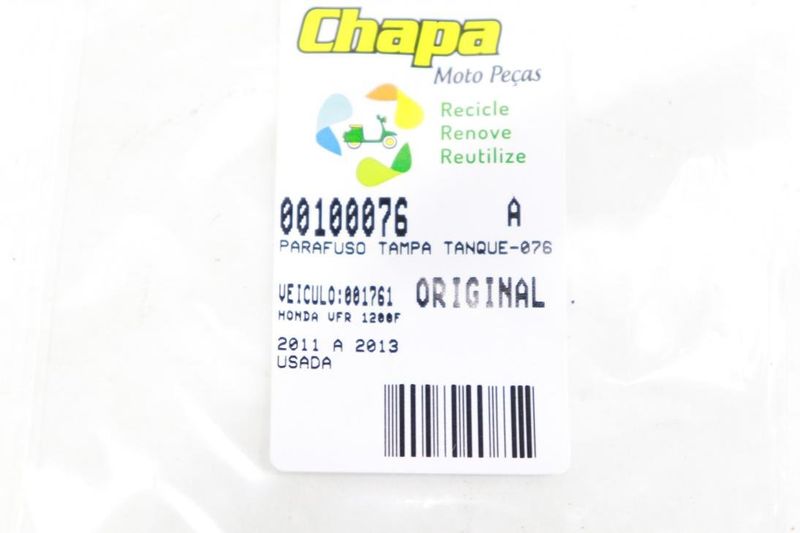 Chapa
Moto Peças
Recicle
Renove
Reutilize
00100076 A
PARAFUSO TAMPA TANQUE-076
VEICULO:001761 ORIGINAL
HONDA VFR 1200F
2011 A 2013
USADA